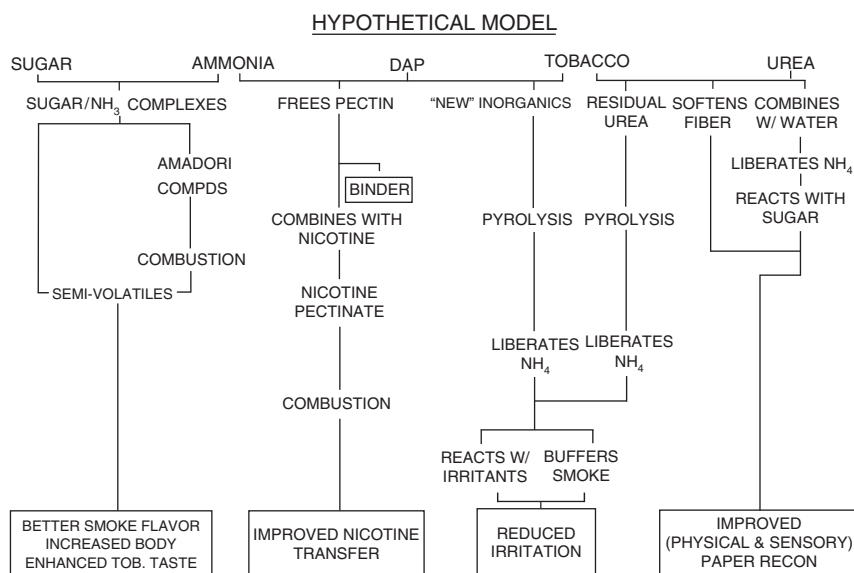 HYPOTHETICAL MODEL
SUGAR AMMONIA DAP TOBACCO UREA
SUGAR/NH₃ COMPLEXES
AMADORI
COMPDS
COMBUSTION
SEMI-VOLATILES
BETTER SMOKE FLAVOR
INCREASED BODY
ENHANCED TOB. TASTE
FREES PECTIN
BINDER
COMBINES WITH
NICOTINE
NICOTINE
PECTINATE
COMBUSTION
IMPROVED NICOTINE
TRANSFER
“NEW” INORGANICS
PYROLYSIS
LIBERATES
NH₄
RESIDUAL
UREA
PYROLYSIS
LIBERATES
NH₄
REACTS W/
IRRITANTS
BUFFERS
SMOKE
REDUCED
IRRITATION
SOFTENS
FIBER
COMBINES
W/ WATER
LIBERATES NH₄
REACTS WITH
SUGAR
IMPROVED
(PHYSICAL & SENSORY)
PAPER RECON